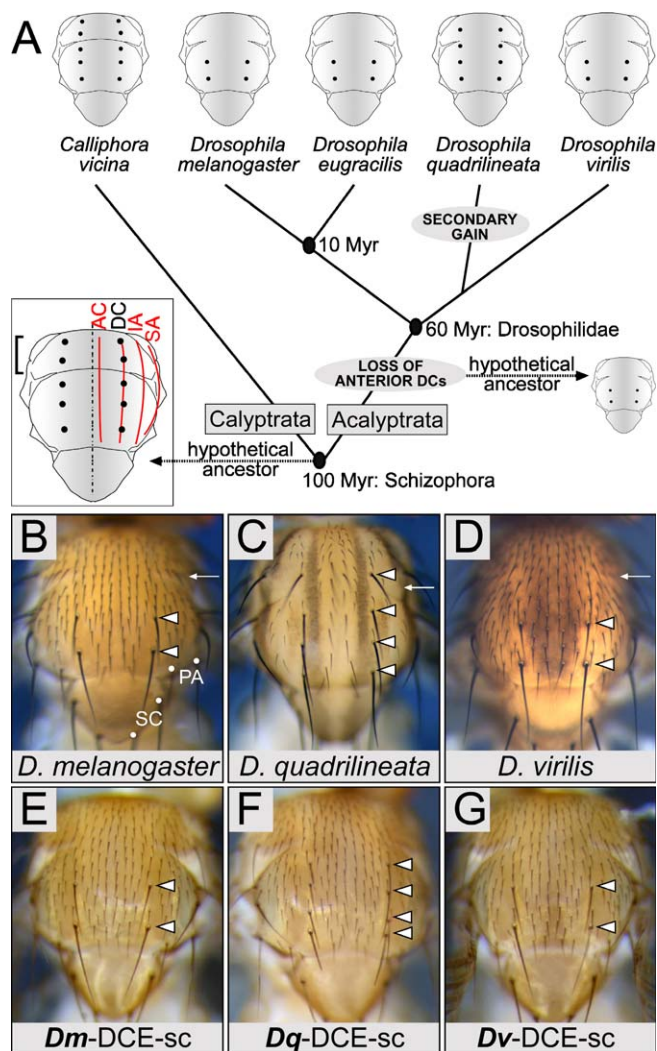 A
Calliphora
vicina
Drosophila
melanogaster
Drosophila
eugracilis
Drosophila
quadrilineata
Drosophila
virilis
SECONDARY
GAIN
10 Myr
AC
DC
IA
SA
60 Myr: Drosophilidae
LOSS OF
ANTERIOR DCs
hypothetical
ancestor
Calyptrata
Acalyptrata
hypothetical
ancestor
100 Myr: Schizophora
B
PA
SC
D. melanogaster
C
D. quadrilineata
D
D. virilis
E
Dm-DCE-sc
F
Dq-DCE-sc
G
Dv-DCE-sc